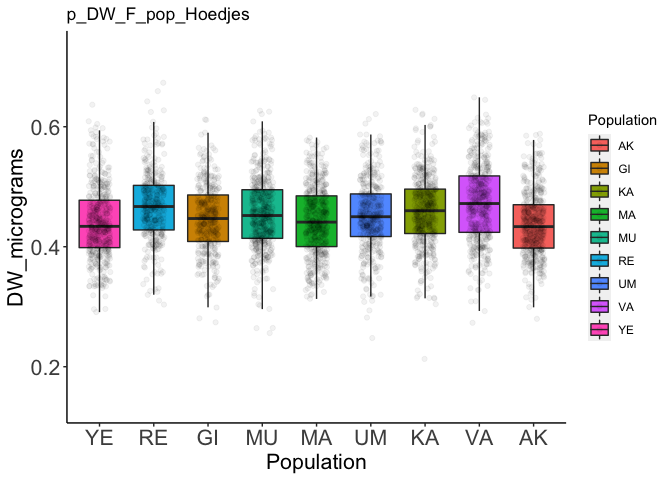 p_DW_F_pop_Hoedjes
DW_micrograms
0.6
0.4
0.2
YE RE GI MU MA UM KA VA AK
Population
Population
AK
GI
KA
MA
MU
RE
UM
VA
YE